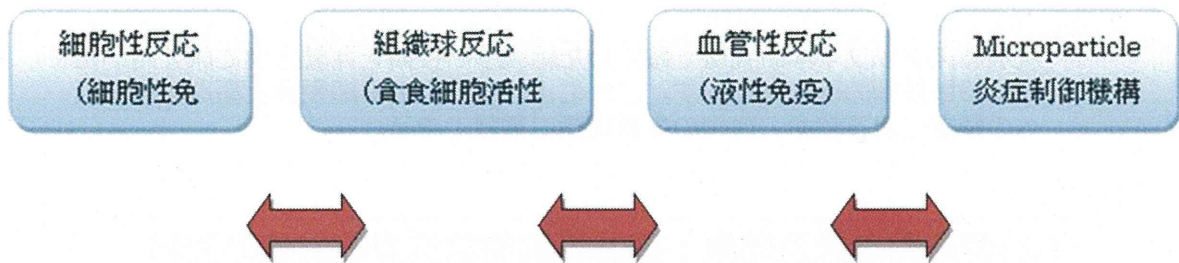 細胞性反応
(細胞性免
組織球反応
(貪食細胞活性
血管性反応
(液性免疫)
Microparticle
炎症制御機構